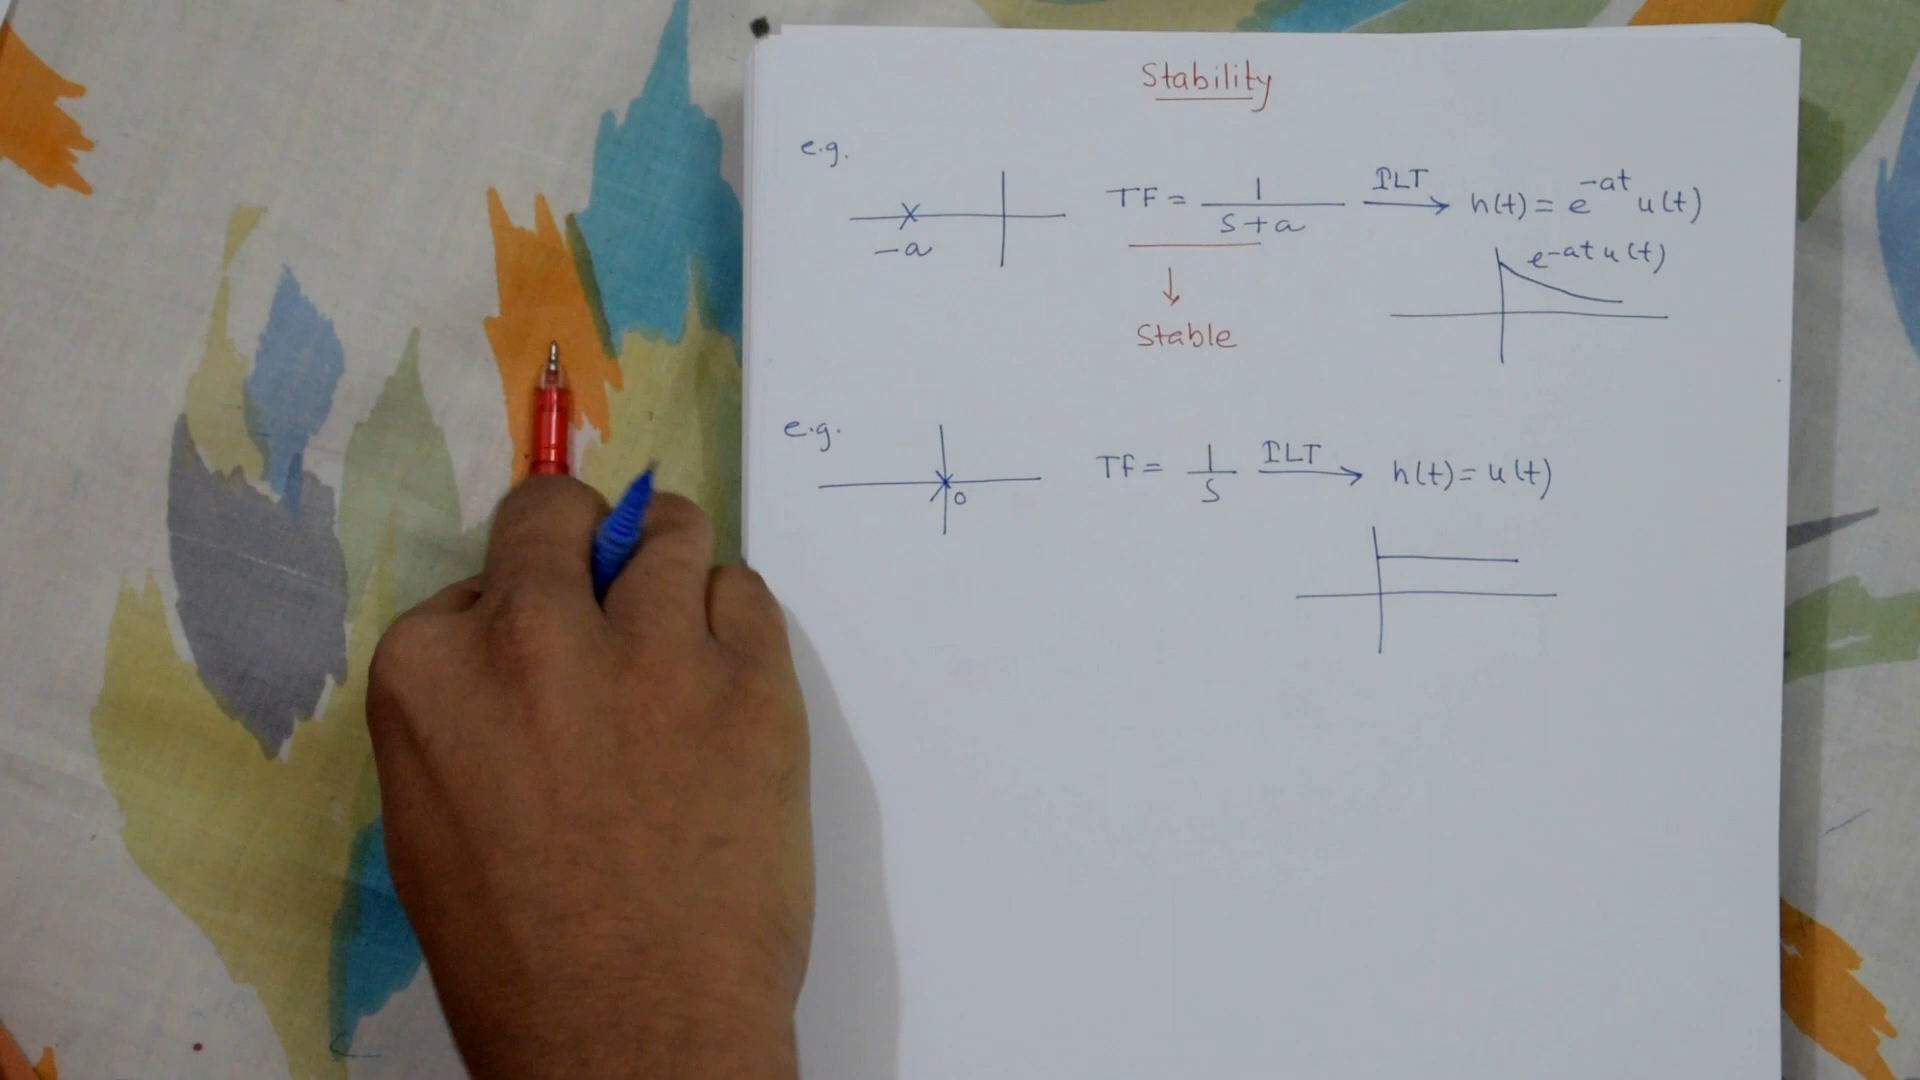 Stability
e.g.
-a
TF = 1 / s+a ILT → h(t) = e^-at u(t)
e^-at u(t)
↓
Stable
e.g.
0
Tf = 1 / s ILT → h(t) = u(t)